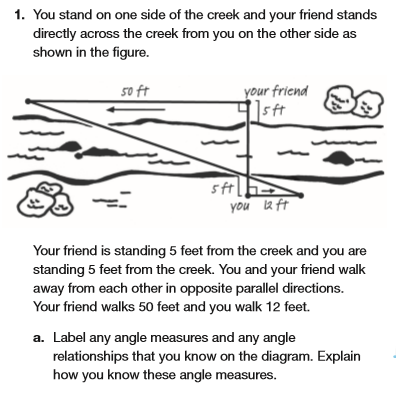 1. You stand on one side of the creek and your friend stands
directly across the creek from you on the other side as
shown in the figure.
50 ft
your friend
5 ft
5 ft
you
12 ft
Your friend is standing 5 feet from the creek and you are
standing 5 feet from the creek. You and your friend walk
away from each other in opposite parallel directions.
Your friend walks 50 feet and you walk 12 feet.
a. Label any angle measures and any angle
relationships that you know on the diagram. Explain
how you know these angle measures.